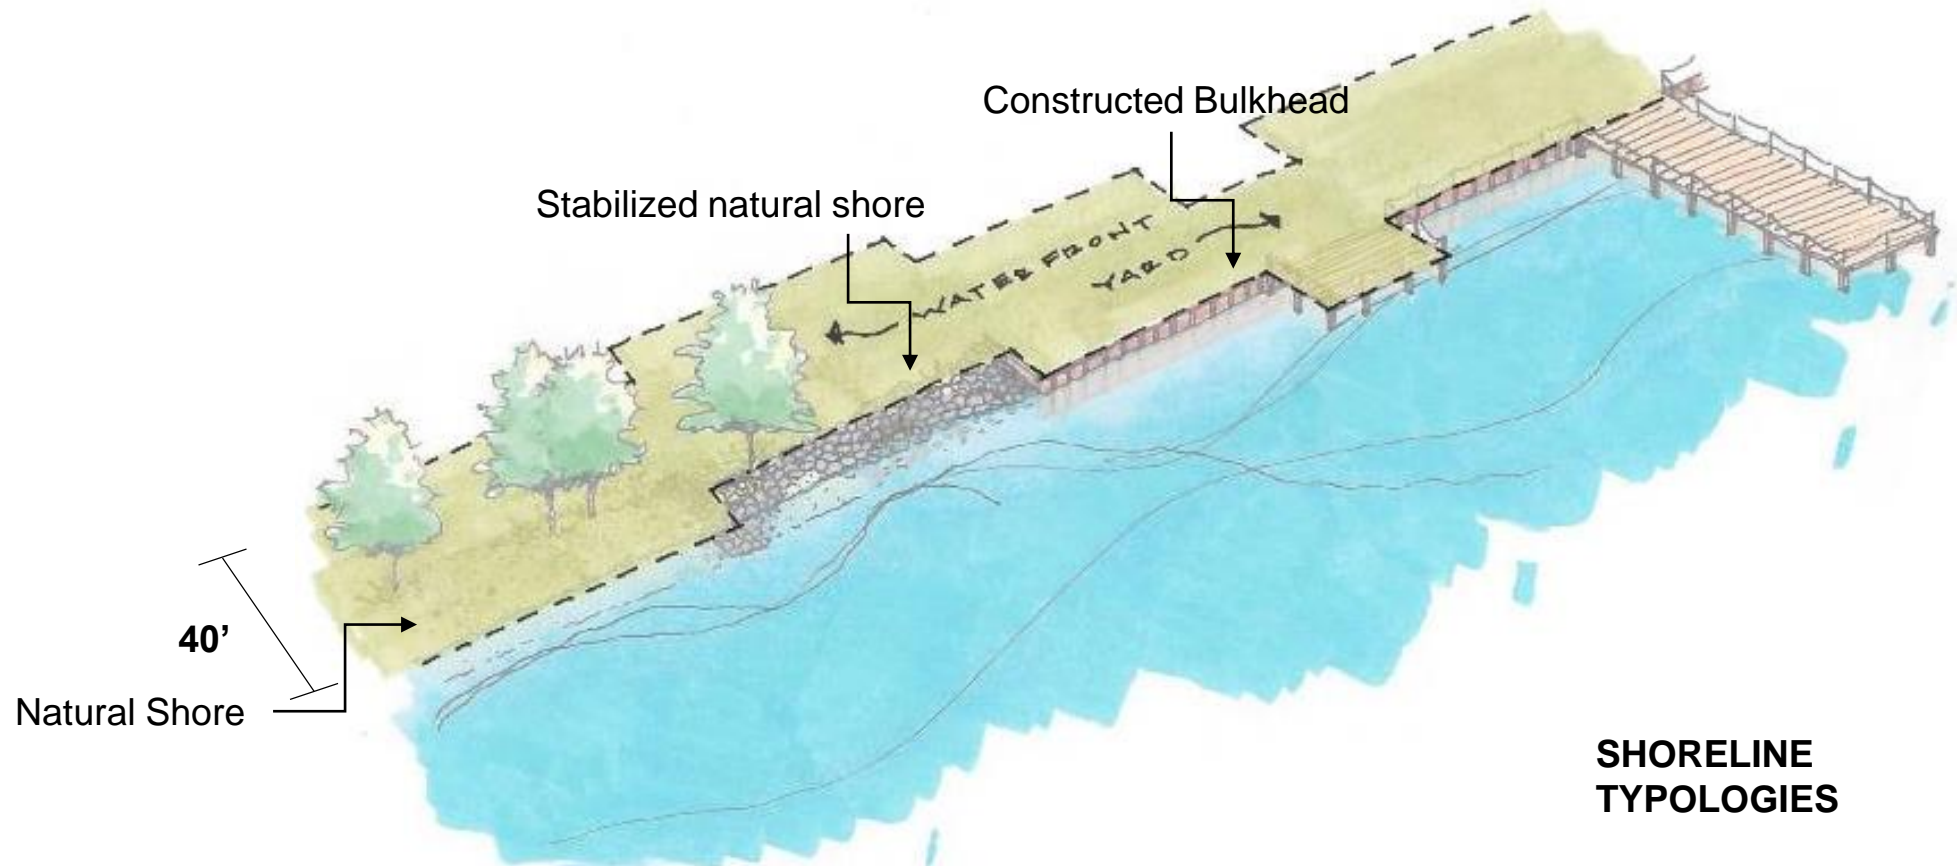 Constructed Bulkhead
Stabilized natural shore
WATERFRONT
YARD
40’
Natural Shore
SHORELINE
TYPOLOGIES